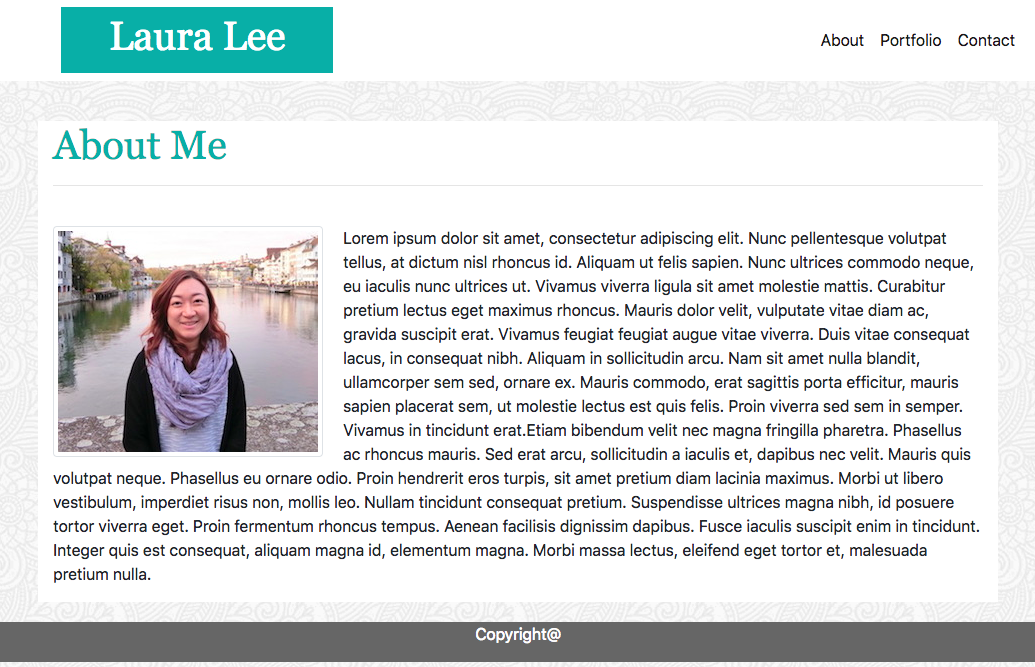 Laura Lee
About Portfolio Contact
About Me
Lorem ipsum dolor sit amet, consectetur adipiscing elit. Nunc pellentesque volutpat
tellus, at dictum nisl rhoncus id. Aliquam ut felis sapien. Nunc ultrices commodo neque,
eu iaculis nunc ultrices ut. Vivamus viverra ligula sit amet molestie mattis. Curabitur
pretium lectus eget maximus rhoncus. Mauris dolor velit, vulputate vitae diam ac,
gravida suscipit erat. Vivamus feugiat feugiat augue vitae viverra. Duis vitae consequat
lacus, in consequat nibh. Aliquam in sollicitudin arcu. Nam sit amet nulla blandit,
ullamcorper sem sed, ornare ex. Mauris commodo, erat sagittis porta efficitur, mauris
sapien placerat sem, ut molestie lectus est quis felis. Proin viverra sed sem in semper.
Vivamus in tincidunt erat.Etiam bibendum velit nec magna fringilla pharetra. Phasellus
ac rhoncus mauris. Sed erat arcu, sollicitudin a iaculis et, dapibus nec velit. Mauris quis
volutpat neque. Phasellus eu ornare odio. Proin hendrerit eros turpis, sit amet pretium diam lacinia maximus. Morbi ut libero
vestibulum, imperdiet risus non, mollis leo. Nullam tincidunt consequat pretium. Suspendisse ultrices magna nibh, id posuere
tortor viverra eget. Proin fermentum rhoncus tempus. Aenean facilisis dignissim dapibus. Fusce iaculis suscipit enim in tincidunt.
Integer quis est consequat, aliquam magna id, elementum magna. Morbi massa lectus, eleifend eget tortor et, malesuada
pretium nulla.
Copyright@